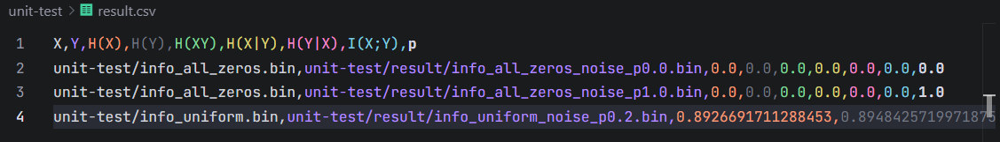 unit-test > result.csv
1 X,Y,H(X),H(Y),H(XY),H(X|Y),H(Y|X),I(X;Y),p
2 unit-test/info_all_zeros.bin,unit-test/result/info_all_zeros_noise_p0.0.bin,0.0,0.0,0.0,0.0,0.0,0.0,0.0
3 unit-test/info_all_zeros.bin,unit-test/result/info_all_zeros_noise_p1.0.bin,0.0,0.0,0.0,0.0,0.0,0.0,1.0
4 unit-test/info_uniform.bin,unit-test/result/info_uniform_noise_p0.2.bin,0.8926691711288453,0.8948425719971875